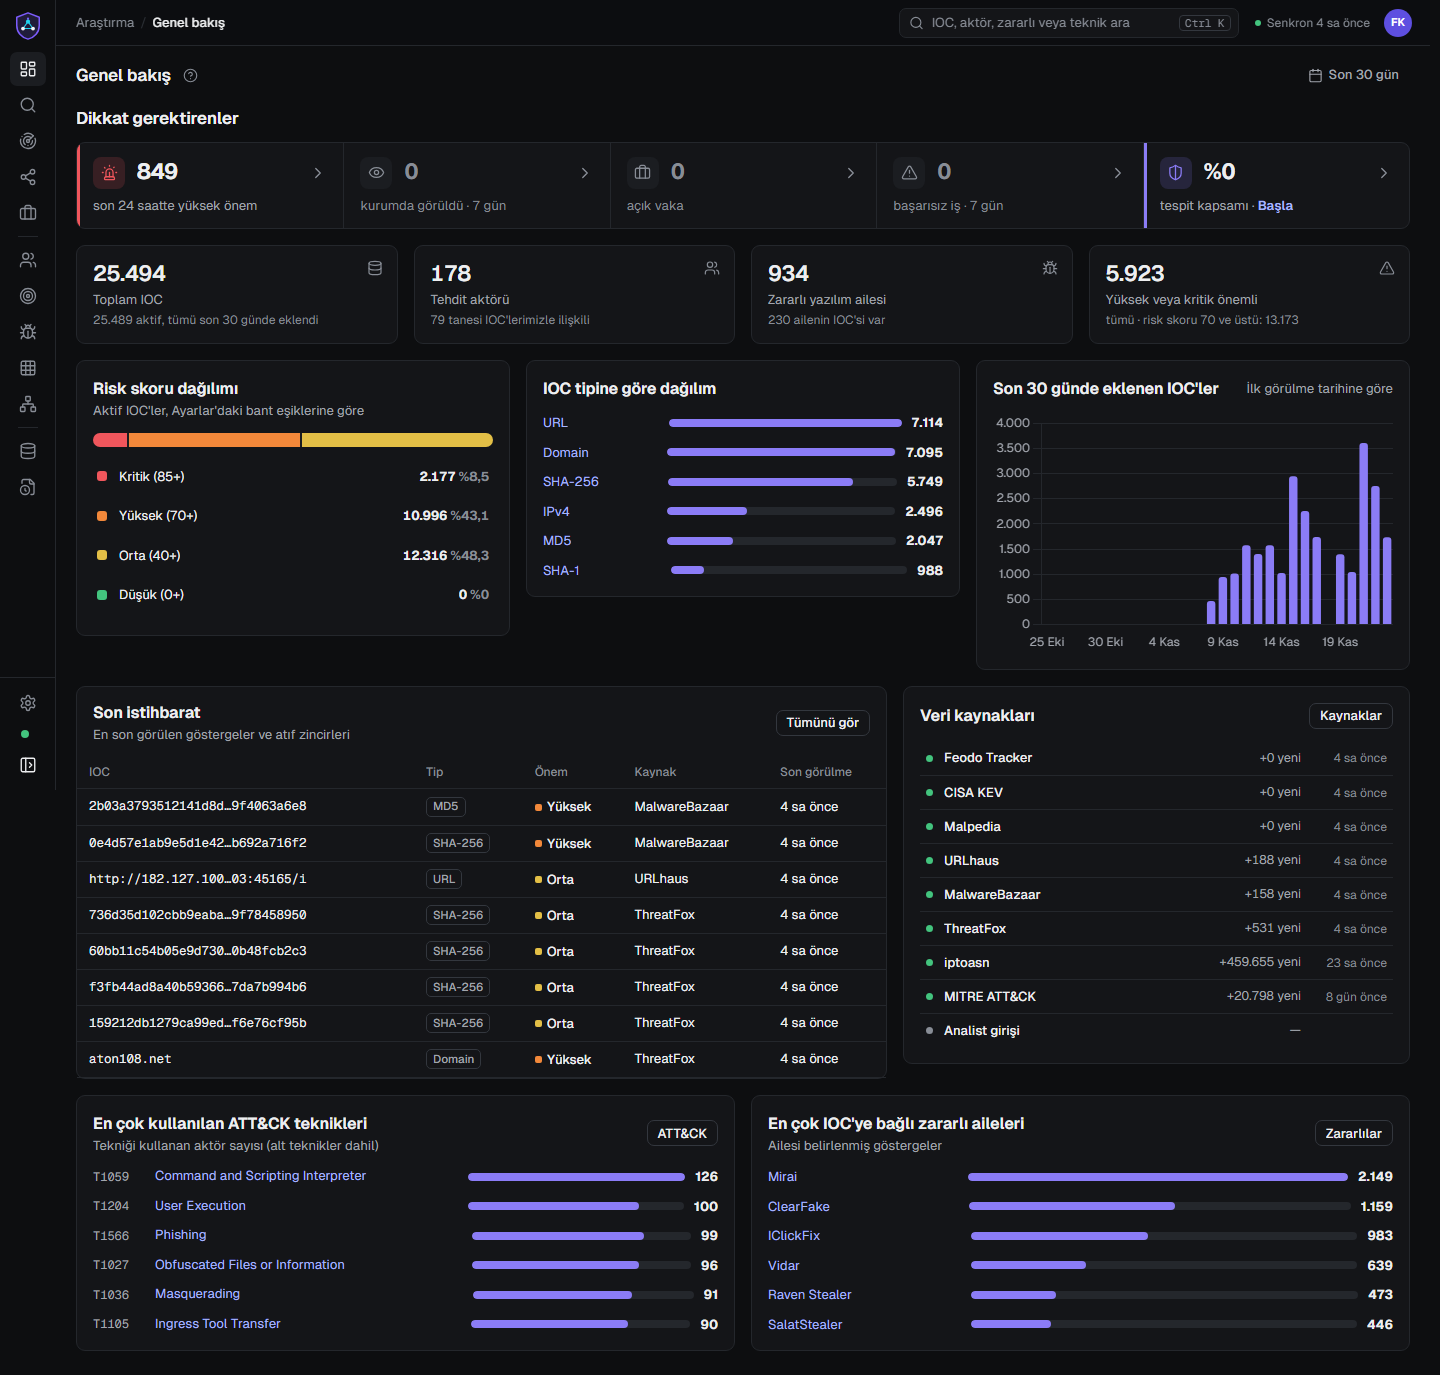 Araştırma / Genel bakış
IOC, aktör, zararlı veya teknik ara
Ctrl K
Senkron 4 sa önce
FK
Genel bakış
Son 30 gün
Dikkat gerektirenler
849
son 24 saatte yüksek önem
0
kurumda görüldü · 7 gün
0
açık vaka
0
başarısız iş · 7 gün
%0
tespit kapsamı · Başla
25.494
Toplam IOC
25.489 aktif, tümü son 30 günde eklendi
178
Tehdit aktörü
79 tanesi IOC'lerimizle ilişkili
934
Zararlı yazılım ailesi
230 ailenin IOC'si var
5.923
Yüksek veya kritik önemli
tümü · risk skoru 70 ve üstü: 13.173
Risk skoru dağılımı
Aktif IOC'ler, Ayarlar'daki bant eşiklerine göre
Kritik (85+) 2.177 %8,5
Yüksek (70+) 10.996 %43,1
Orta (40+) 12.316 %48,3
Düşük (0+) 0 %0
IOC tipine göre dağılım
URL 7.114
Domain 7.095
SHA-256 5.749
IPv4 2.496
MD5 2.047
SHA-1 988
Son 30 günde eklenen IOC'ler
İlk görülme tarihine göre
4.000
3.500
3.000
2.500
2.000
1.500
1.000
500
0
25 Eki 30 Eki 4 Kas 9 Kas 14 Kas 19 Kas
Son istihbarat
En son görülen göstergeler ve atıf zincirleri
Tümünü gör
IOC Tip Önem Kaynak Son görülme
2b03a3793512141d8d…9f4063a6e8 MD5 Yüksek MalwareBazaar 4 sa önce
0e4d57e1ab9e5d1e42…b692a716f2 SHA-256 Yüksek MalwareBazaar 4 sa önce
http://182.127.100…03:45165/i URL Orta URLhaus 4 sa önce
736d35d102cbb9eaba…9f78458950 SHA-256 Orta ThreatFox 4 sa önce
60bb11c54b05e9d730…0b48fcb2c3 SHA-256 Orta ThreatFox 4 sa önce
f3fb44ad8a40b59366…7da7b994b6 SHA-256 Orta ThreatFox 4 sa önce
159212db1279ca99ed…f6e76cf95b SHA-256 Orta ThreatFox 4 sa önce
aton108.net Domain Yüksek ThreatFox 4 sa önce
Veri kaynakları
Kaynaklar
Feodo Tracker +0 yeni 4 sa önce
CISA KEV +0 yeni 4 sa önce
Malpedia +0 yeni 4 sa önce
URLhaus +188 yeni 4 sa önce
MalwareBazaar +158 yeni 4 sa önce
ThreatFox +531 yeni 4 sa önce
iptoasn +459.655 yeni 23 sa önce
MITRE ATT&CK +20.798 yeni 8 gün önce
Analist girişi —
En çok kullanılan ATT&CK teknikleri
Tekniği kullanan aktör sayısı (alt teknikler dahil)
ATT&CK
T1059 Command and Scripting Interpreter 126
T1204 User Execution 100
T1566 Phishing 99
T1027 Obfuscated Files or Information 96
T1036 Masquerading 91
T1105 Ingress Tool Transfer 90
En çok IOC'ye bağlı zararlı aileleri
Ailesi belirlenmiş göstergeler
Zararlılar
Mirai 2.149
ClearFake 1.159
IClickFix 983
Vidar 639
Raven Stealer 473
SalatStealer 446